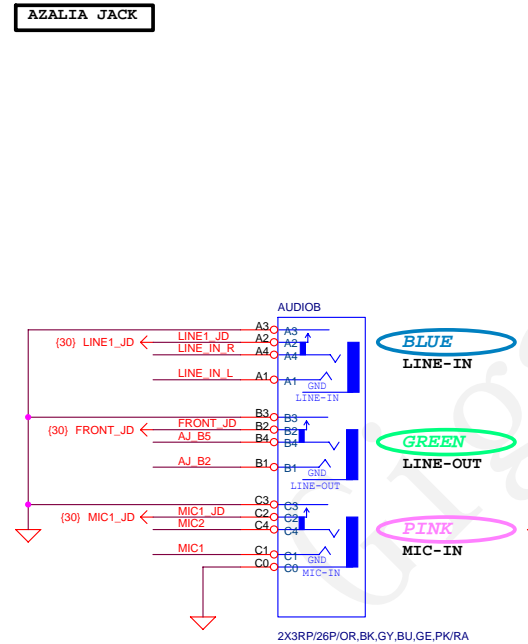 AZALIA JACK
AUDIOB
A3 A3
{30} LINE1_JD LINE1_JD A2 A2
LINE_IN_R A4 A4
LINE_IN_L A1 A1
GND
LINE-IN
BLUE
LINE-IN
B3 B3
{30} FRONT_JD FRONT_JD B2 B2
AJ_B5 B4 B4
AJ_B2 B1 B1
GND
LINE-OUT
GREEN
LINE-OUT
C3 C3
{30} MIC1_JD MIC1_JD C2 C2
MIC2 C4 C4
MIC1 C1 C1
GND
C0 C0
MIC-IN
PINK
MIC-IN
2X3RP/26P/OR,BK,GY,BU,GE,PK/RA